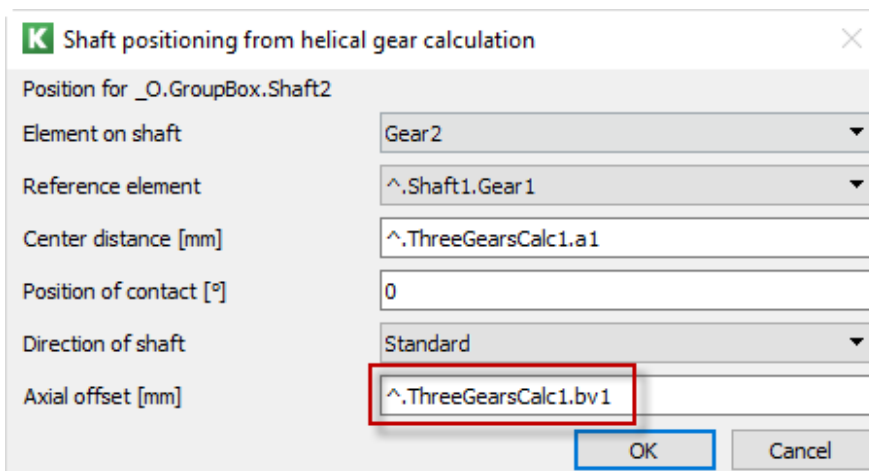 K Shaft positioning from helical gear calculation
Position for _O.GroupBox.Shaft2
Element on shaft Gear2
Reference element ^.Shaft1.Gear1
Center distance [mm] ^.ThreeGearsCalc1.a1
Position of contact [°] 0
Direction of shaft Standard
Axial offset [mm] ^.ThreeGearsCalc1.bv1
OK Cancel